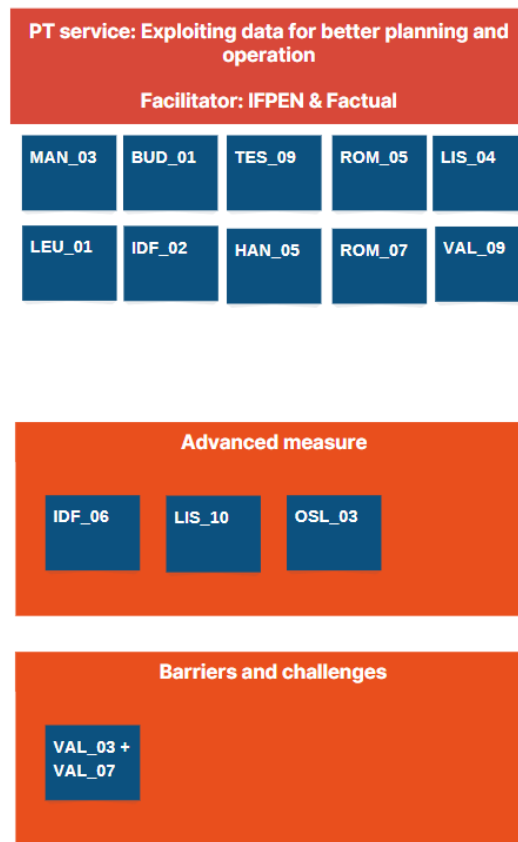 PT service: Exploiting data for better planning and
operation
Facilitator: IFPEN & Factual
MAN_03 BUD_01 TES_09 ROM_05 LIS_04
LEU_01 IDF_02 HAN_05 ROM_07 VAL_09
Advanced measure
IDF_06 LIS_10 OSL_03
Barriers and challenges
VAL_03 +
VAL_07